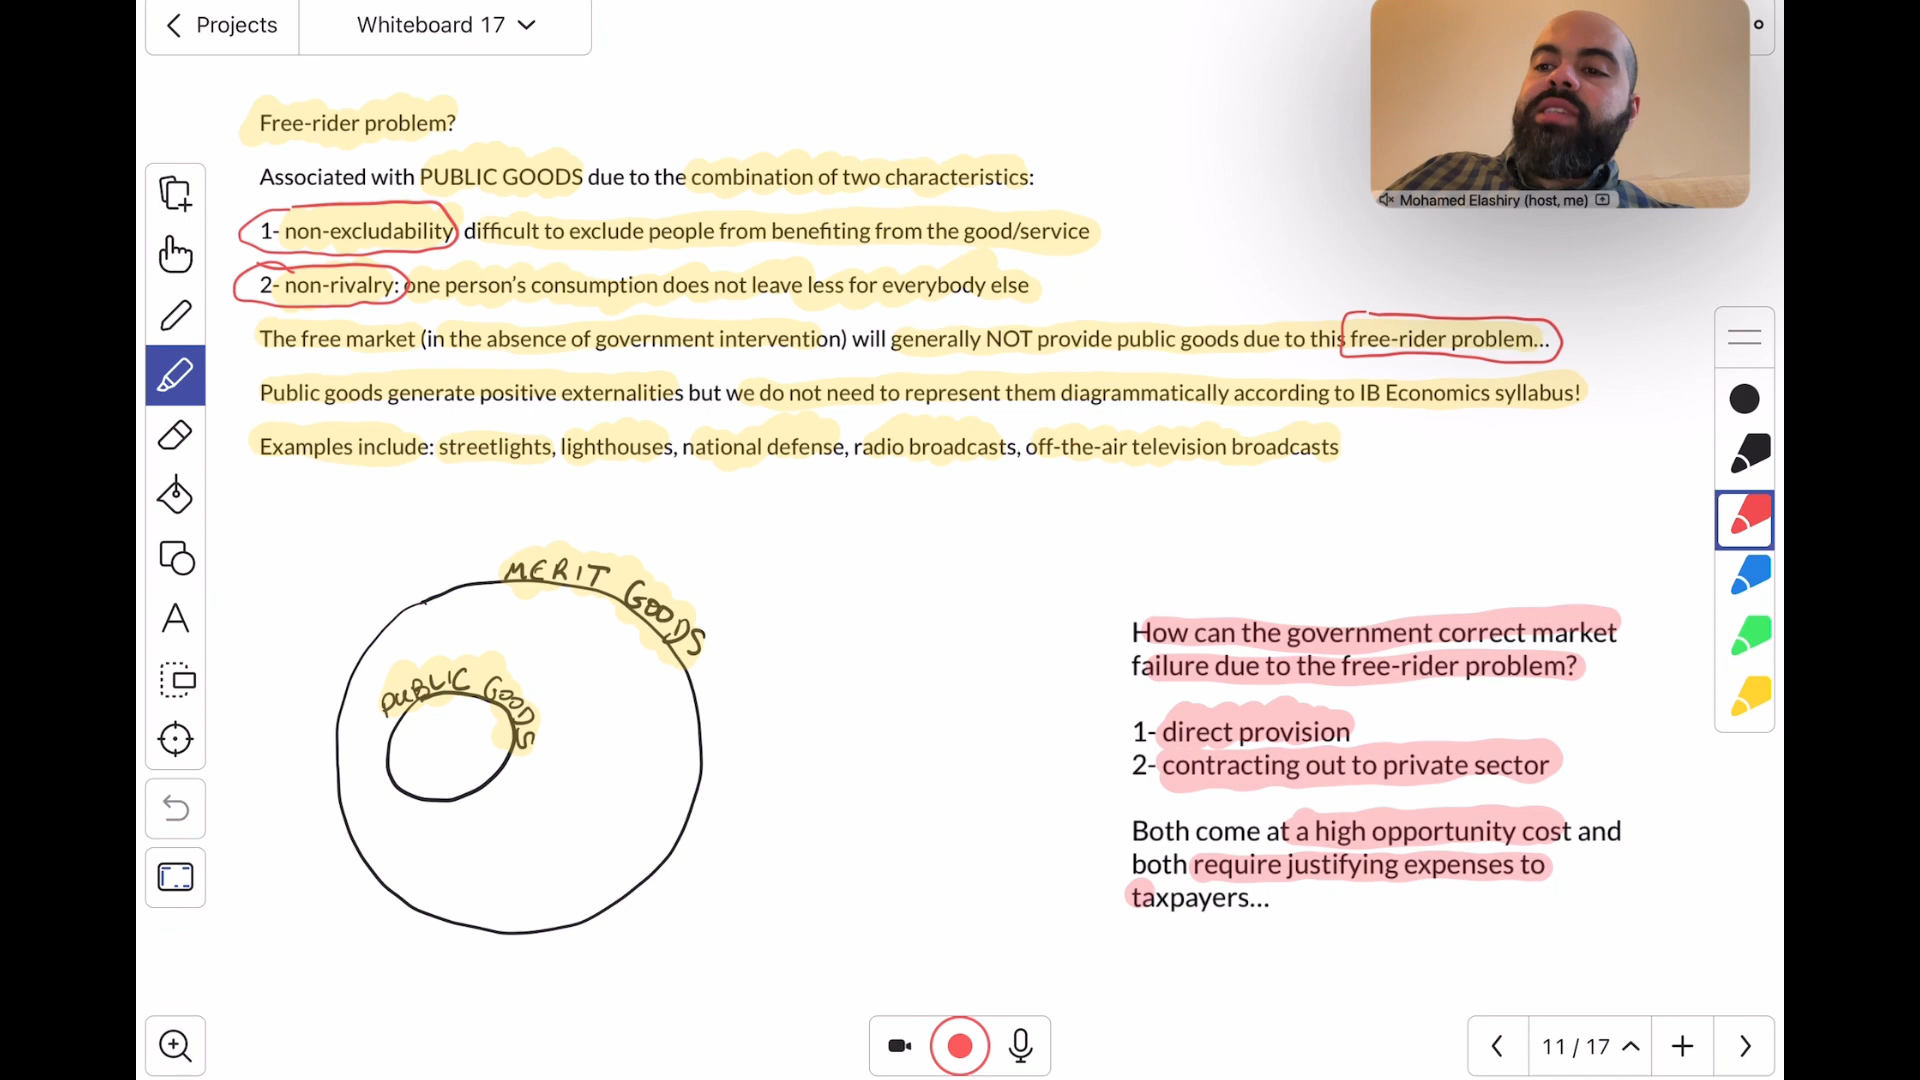 Projects
Whiteboard 17
Free-rider problem?
Associated with PUBLIC GOODS due to the combination of two characteristics:
1- non-excludability difficult to exclude people from benefiting from the good/service
2- non-rivalry: one person's consumption does not leave less for everybody else
The free market (in the absence of government intervention) will generally NOT provide public goods due to this free-rider problem...
Public goods generate positive externalities but we do not need to represent them diagrammatically according to IB Economics syllabus!
Examples include: streetlights, lighthouses, national defense, radio broadcasts, off-the-air television broadcasts
Mohamed Elashiry (host, me)
MERIT GOODS
PUBLIC GOODS
How can the government correct market
failure due to the free-rider problem?
1- direct provision
2- contracting out to private sector
Both come at a high opportunity cost and
both require justifying expenses to
taxpayers...
A
11 / 17